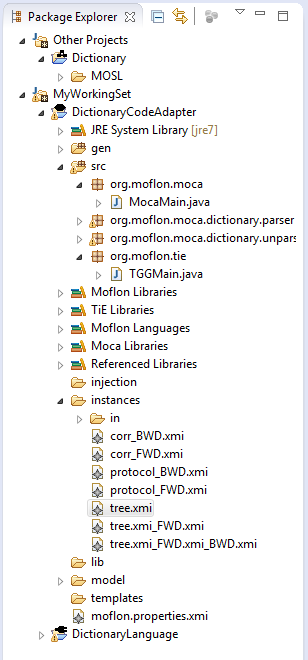 Package Explorer
Other Projects
Dictionary
MOSL
MyWorkingSet
DictionaryCodeAdapter
JRE System Library [jre7]
gen
src
org.moflon.moca
MocaMain.java
org.moflon.moca.dictionary.parser
org.moflon.moca.dictionary.unpars
org.moflon.tie
TGGMain.java
Moflon Libraries
TiE Libraries
Moflon Languages
Moca Libraries
Referenced Libraries
injection
instances
in
corr_BWD.xmi
corr_FWD.xmi
protocol_BWD.xmi
protocol_FWD.xmi
tree.xmi
tree.xmi_FWD.xmi
tree.xmi_FWD.xmi_BWD.xmi
lib
model
templates
moflon.properties.xmi
DictionaryLanguage